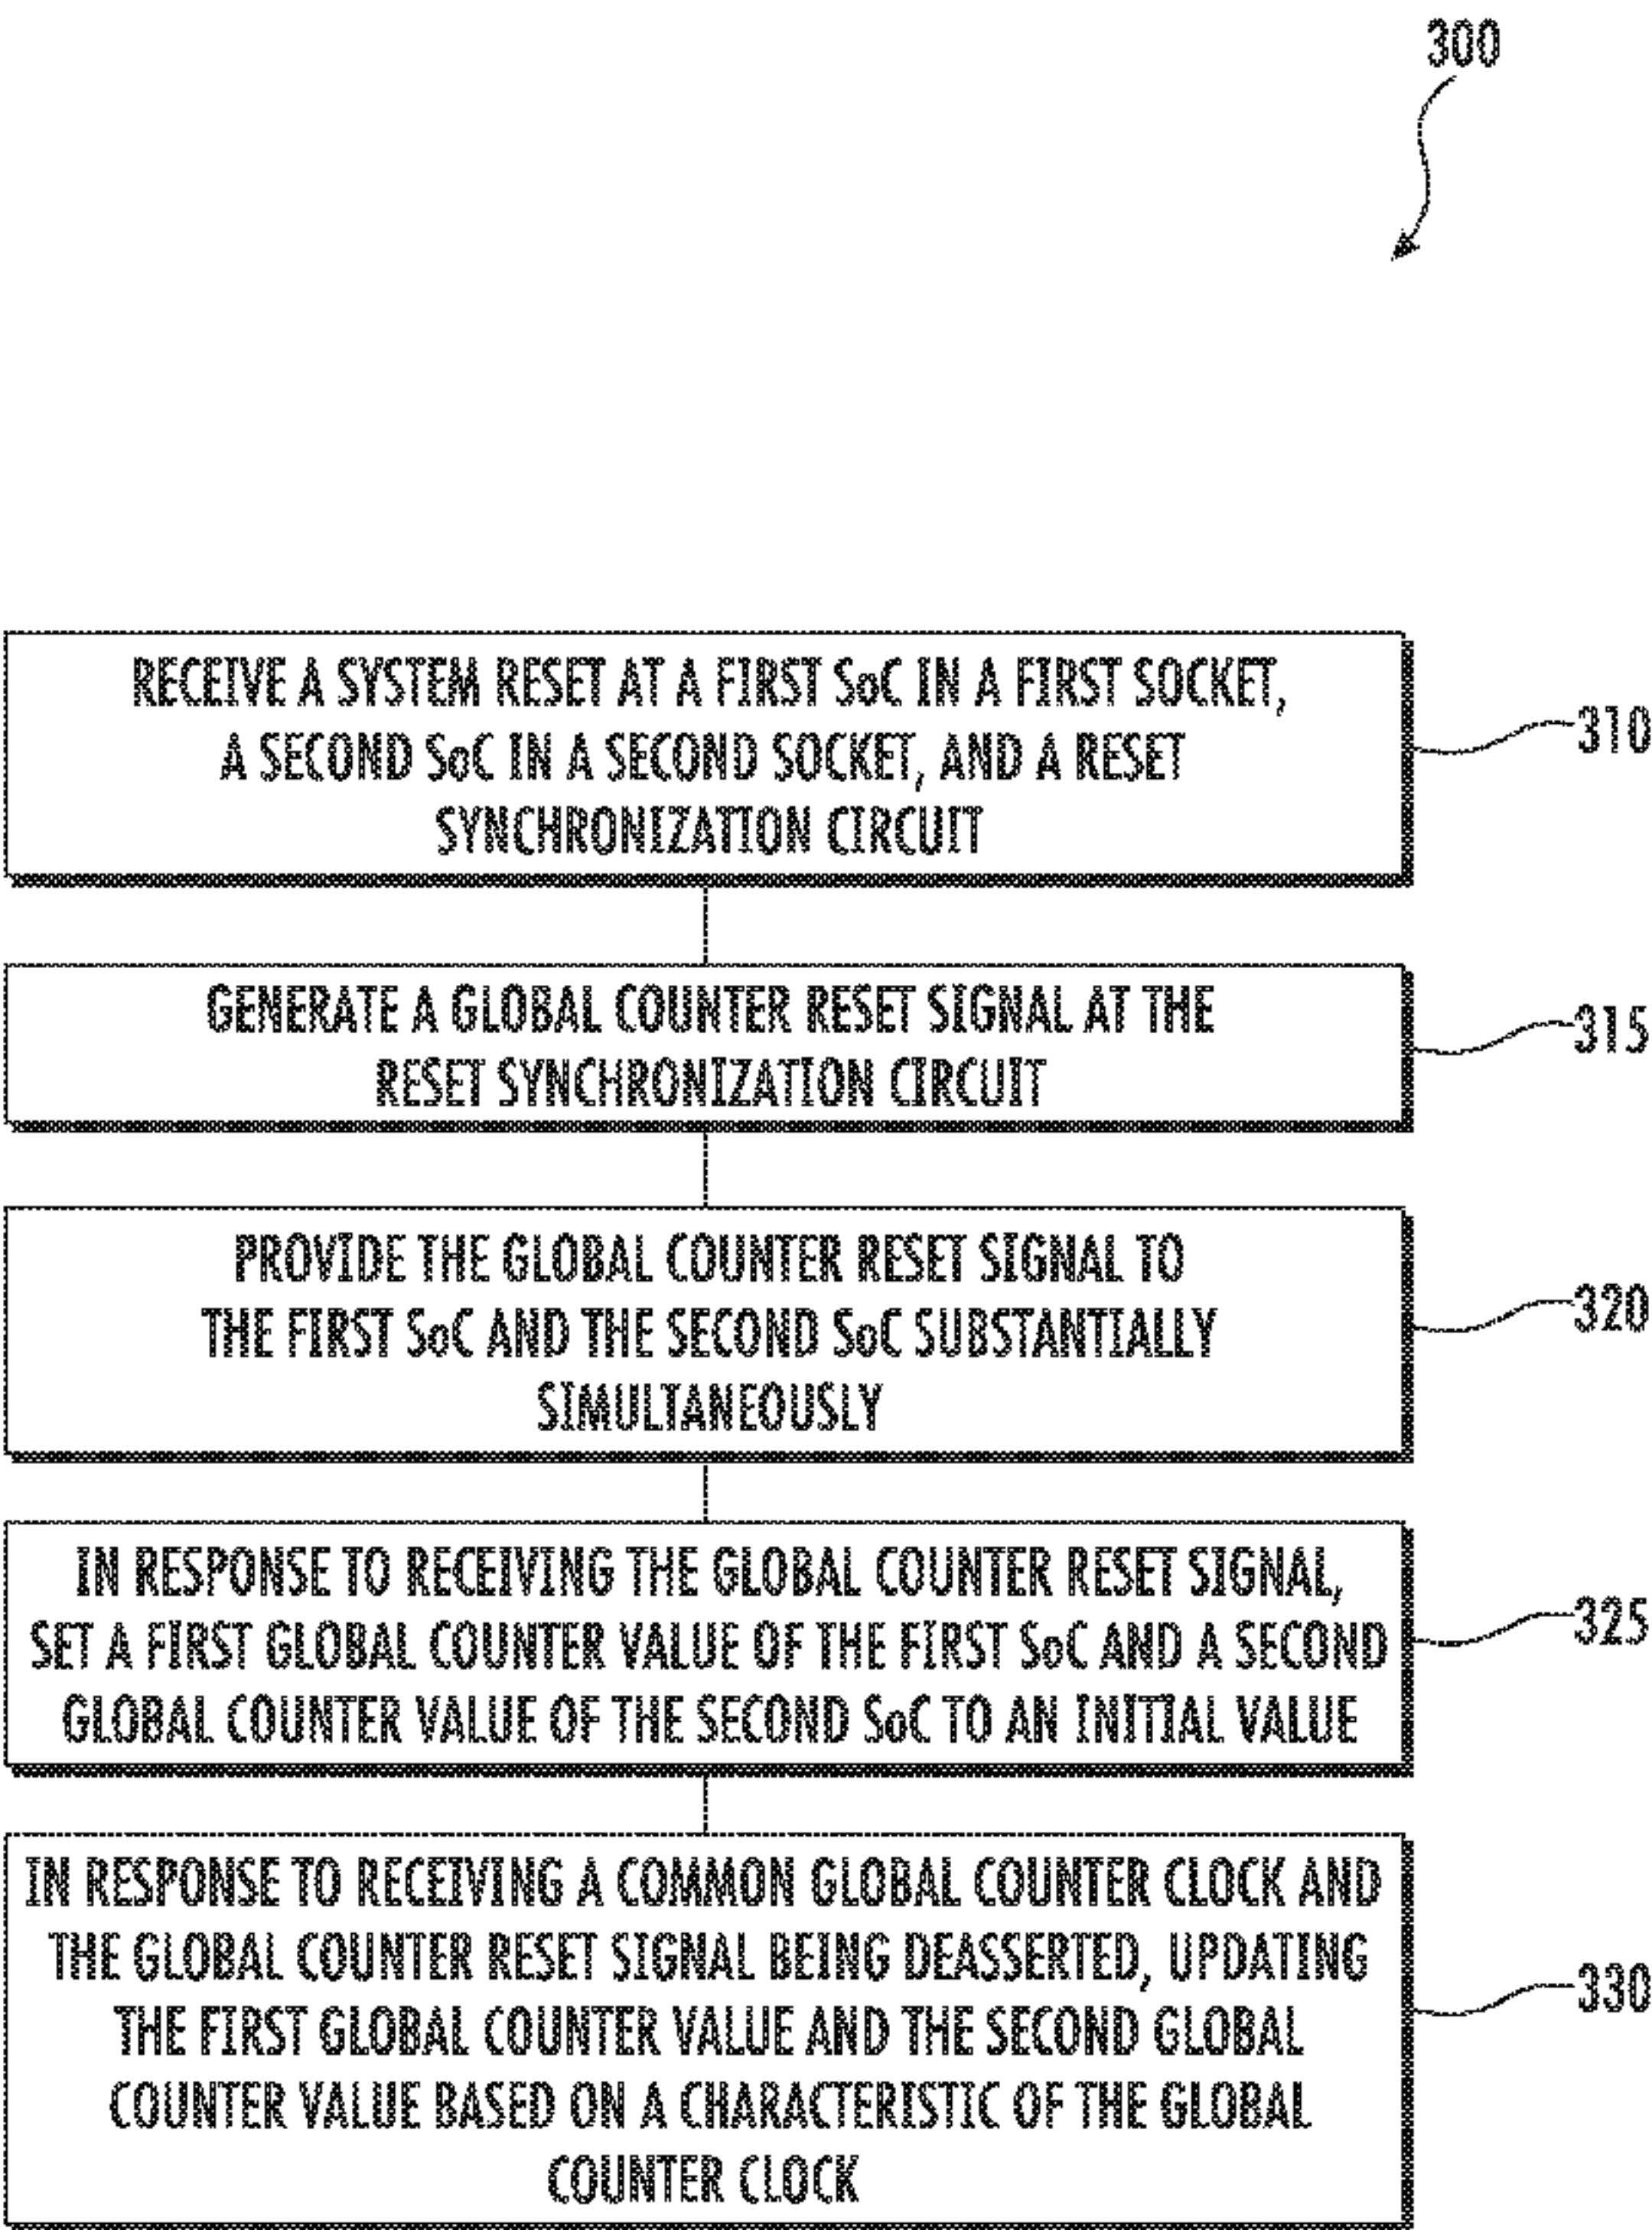 300
RECEIVE A SYSTEM RESET AT A FIRST SoC IN A FIRST SOCKET,
A SECOND SoC IN A SECOND SOCKET, AND A RESET
SYNCHRONIZATION CIRCUIT
310
GENERATE A GLOBAL COUNTER RESET SIGNAL AT THE
RESET SYNCHRONIZATION CIRCUIT
315
PROVIDE THE GLOBAL COUNTER RESET SIGNAL TO
THE FIRST SoC AND THE SECOND SoC SUBSTANTIALLY
SIMULTANEOUSLY
320
IN RESPONSE TO RECEIVING THE GLOBAL COUNTER RESET SIGNAL,
SET A FIRST GLOBAL COUNTER VALUE OF THE FIRST SoC AND A SECOND
GLOBAL COUNTER VALUE OF THE SECOND SoC TO AN INITIAL VALUE
325
IN RESPONSE TO RECEIVING A COMMON GLOBAL COUNTER CLOCK AND
THE GLOBAL COUNTER RESET SIGNAL BEING DEASSERTED, UPDATING
THE FIRST GLOBAL COUNTER VALUE AND THE SECOND GLOBAL
COUNTER VALUE BASED ON A CHARACTERISTIC OF THE GLOBAL
COUNTER CLOCK
330